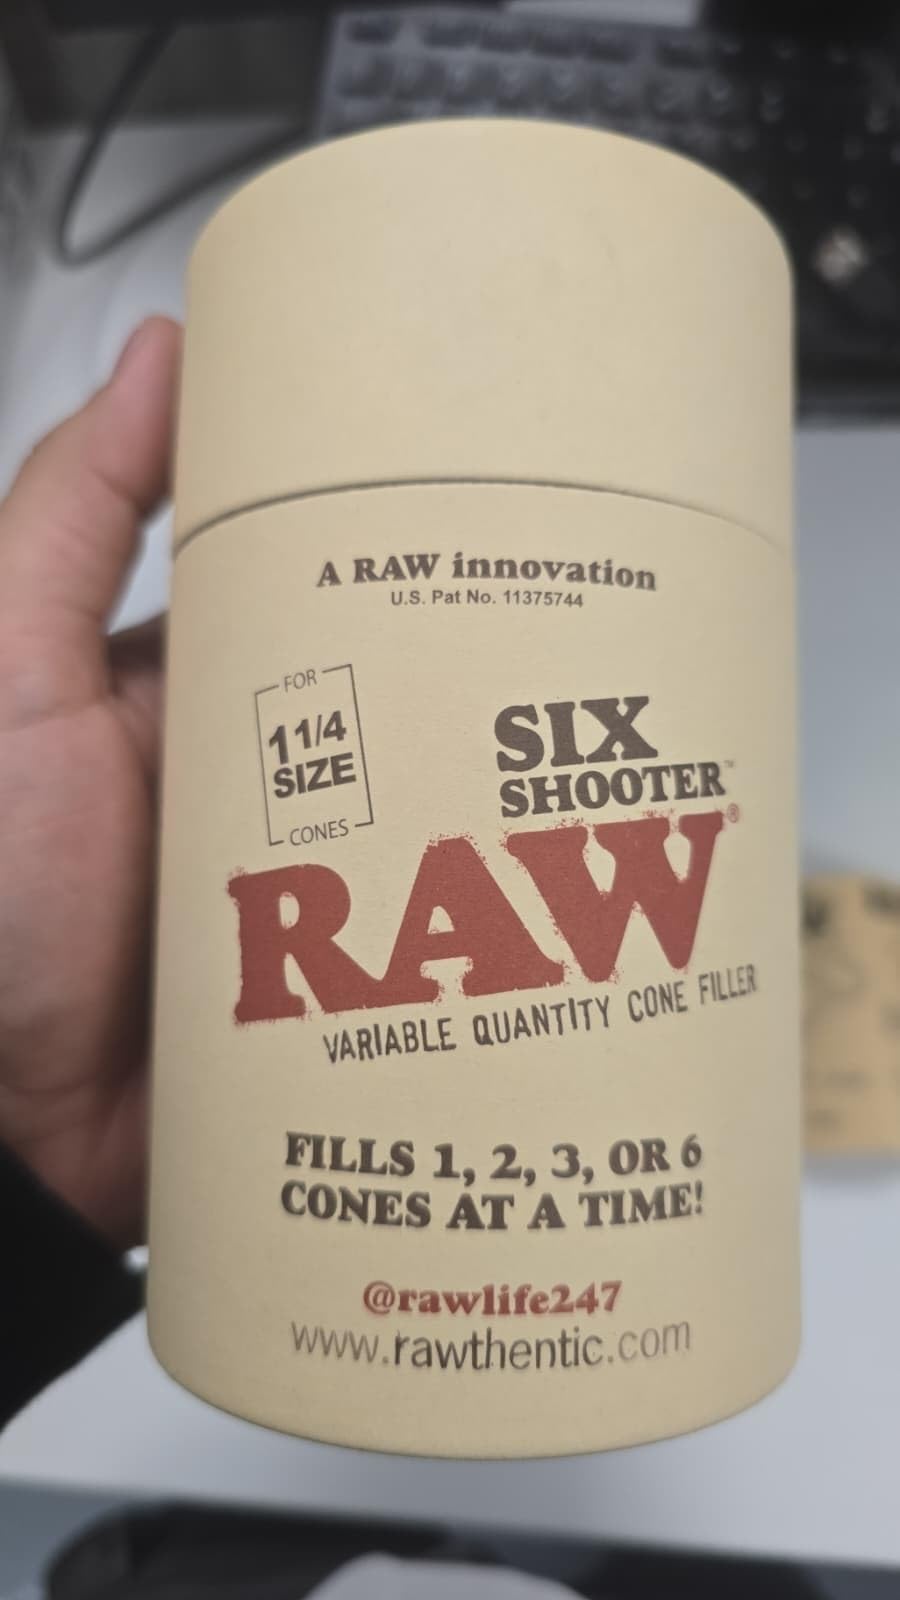 A RAW innovation
U.S. Pat No. 11375744
FOR
1 1/4
SIZE
CONES
SIX
SHOOTER™
RAW®
VARIABLE QUANTITY CONE FILLER
FILLS 1, 2, 3, OR 6
CONES AT A TIME!
@rawlife247
www.rawthentic.com